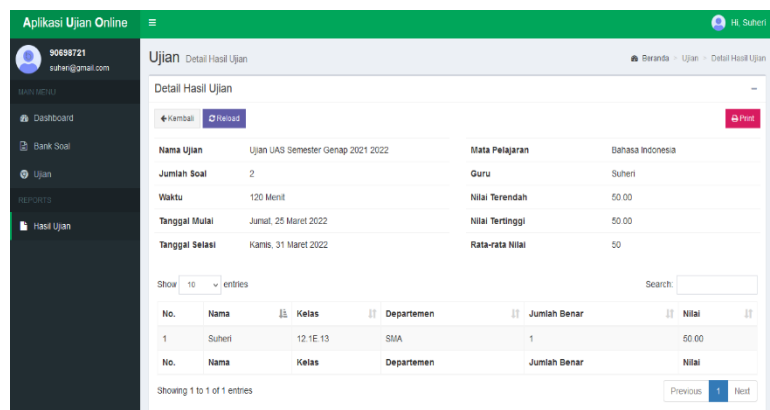 Aplikasi Ujian Online
Hi, Suheri
90698721
suheri@gmail.com
MAIN MENU
Dashboard
Bank Soal
Ujian
REPORTS
Hasil Ujian
Ujian Detail Hasil Ujian
Beranda > Ujian > Detail Hasil Ujian
Detail Hasil Ujian
Kembali Reload Print
Nama Ujian Ujian UAS Semester Genap 2021 2022 Mata Pelajaran Bahasa Indonesia
Jumlah Soal 2 Guru Suheri
Waktu 120 Menit Nilai Terendah 50.00
Tanggal Mulai Jumat, 25 Maret 2022 Nilai Tertinggi 50.00
Tanggal Selasi Kamis, 31 Maret 2022 Rata-rata Nilai 50
Show 10 entries Search:
No. Nama Kelas Departemen Jumlah Benar Nilai
1 Suheri 12.1E.13 SMA 1 50.00
No. Nama Kelas Departemen Jumlah Benar Nilai
Showing 1 to 1 of 1 entries Previous 1 Next